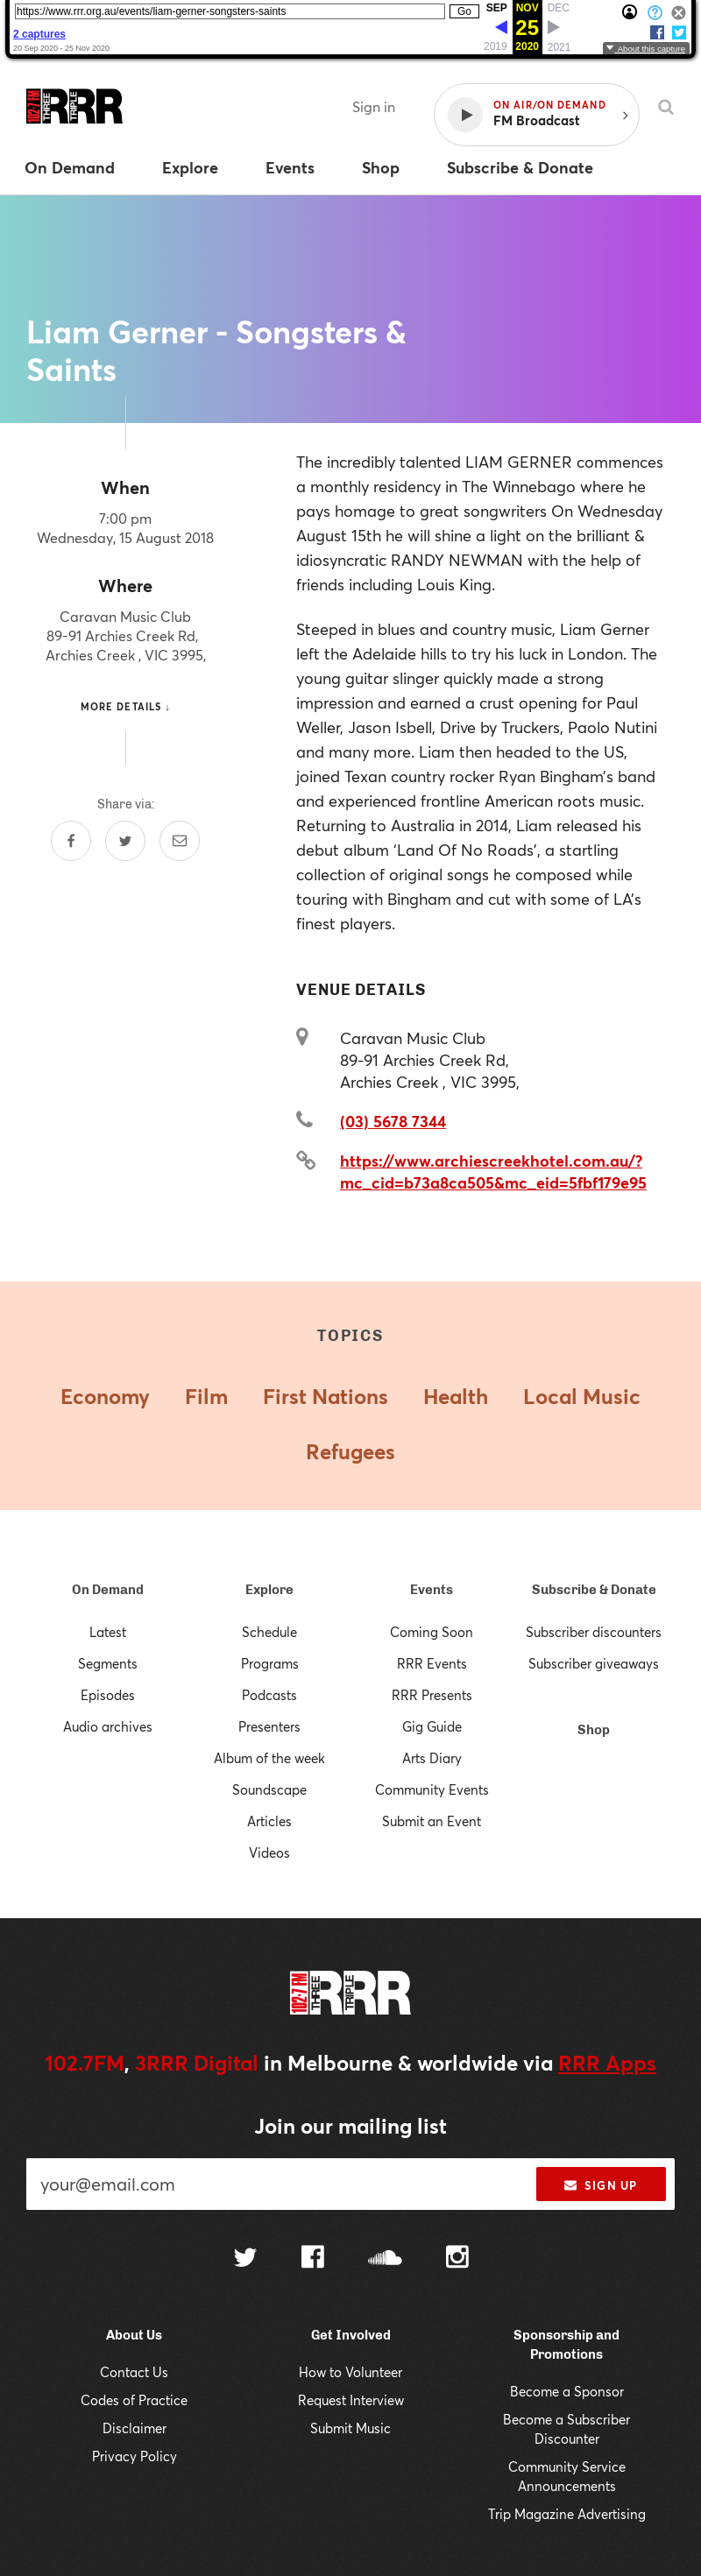 https://www.rrr.org.au/events/liam-gerner-songsters-saints
Go
SEP NOV DEC
25
2019 2020 2021
2 captures
20 Sep 2020 - 25 Nov 2020
About this capture
102.7 FM THREE TRIPLE RRR
Sign in
ON AIR/ON DEMAND
FM Broadcast
On Demand Explore Events Shop Subscribe & Donate
Liam Gerner - Songsters &
Saints
When
7:00 pm
Wednesday, 15 August 2018
Where
Caravan Music Club
89-91 Archies Creek Rd,
Archies Creek , VIC 3995,
MORE DETAILS ↓
Share via:
The incredibly talented LIAM GERNER commences
a monthly residency in The Winnebago where he
pays homage to great songwriters On Wednesday
August 15th he will shine a light on the brilliant &
idiosyncratic RANDY NEWMAN with the help of
friends including Louis King.
Steeped in blues and country music, Liam Gerner
left the Adelaide hills to try his luck in London. The
young guitar slinger quickly made a strong
impression and earned a crust opening for Paul
Weller, Jason Isbell, Drive by Truckers, Paolo Nutini
and many more. Liam then headed to the US,
joined Texan country rocker Ryan Bingham's band
and experienced frontline American roots music.
Returning to Australia in 2014, Liam released his
debut album ‘Land Of No Roads’, a startling
collection of original songs he composed while
touring with Bingham and cut with some of LA's
finest players.
VENUE DETAILS
Caravan Music Club
89-91 Archies Creek Rd,
Archies Creek , VIC 3995,
(03) 5678 7344
https://www.archiescreekhotel.com.au/?
mc_cid=b73a8ca505&mc_eid=5fbf179e95
TOPICS
Economy Film First Nations Health Local Music
Refugees
On Demand
Latest
Segments
Episodes
Audio archives
Explore
Schedule
Programs
Podcasts
Presenters
Album of the week
Soundscape
Articles
Videos
Events
Coming Soon
RRR Events
RRR Presents
Gig Guide
Arts Diary
Community Events
Submit an Event
Subscribe & Donate
Subscriber discounters
Subscriber giveaways
Shop
102.7 FM THREE TRIPLE RRR
102.7FM, 3RRR Digital in Melbourne & worldwide via RRR Apps
Join our mailing list
your@email.com
SIGN UP
About Us
Contact Us
Codes of Practice
Disclaimer
Privacy Policy
Get Involved
How to Volunteer
Request Interview
Submit Music
Sponsorship and
Promotions
Become a Sponsor
Become a Subscriber
Discounter
Community Service
Announcements
Trip Magazine Advertising